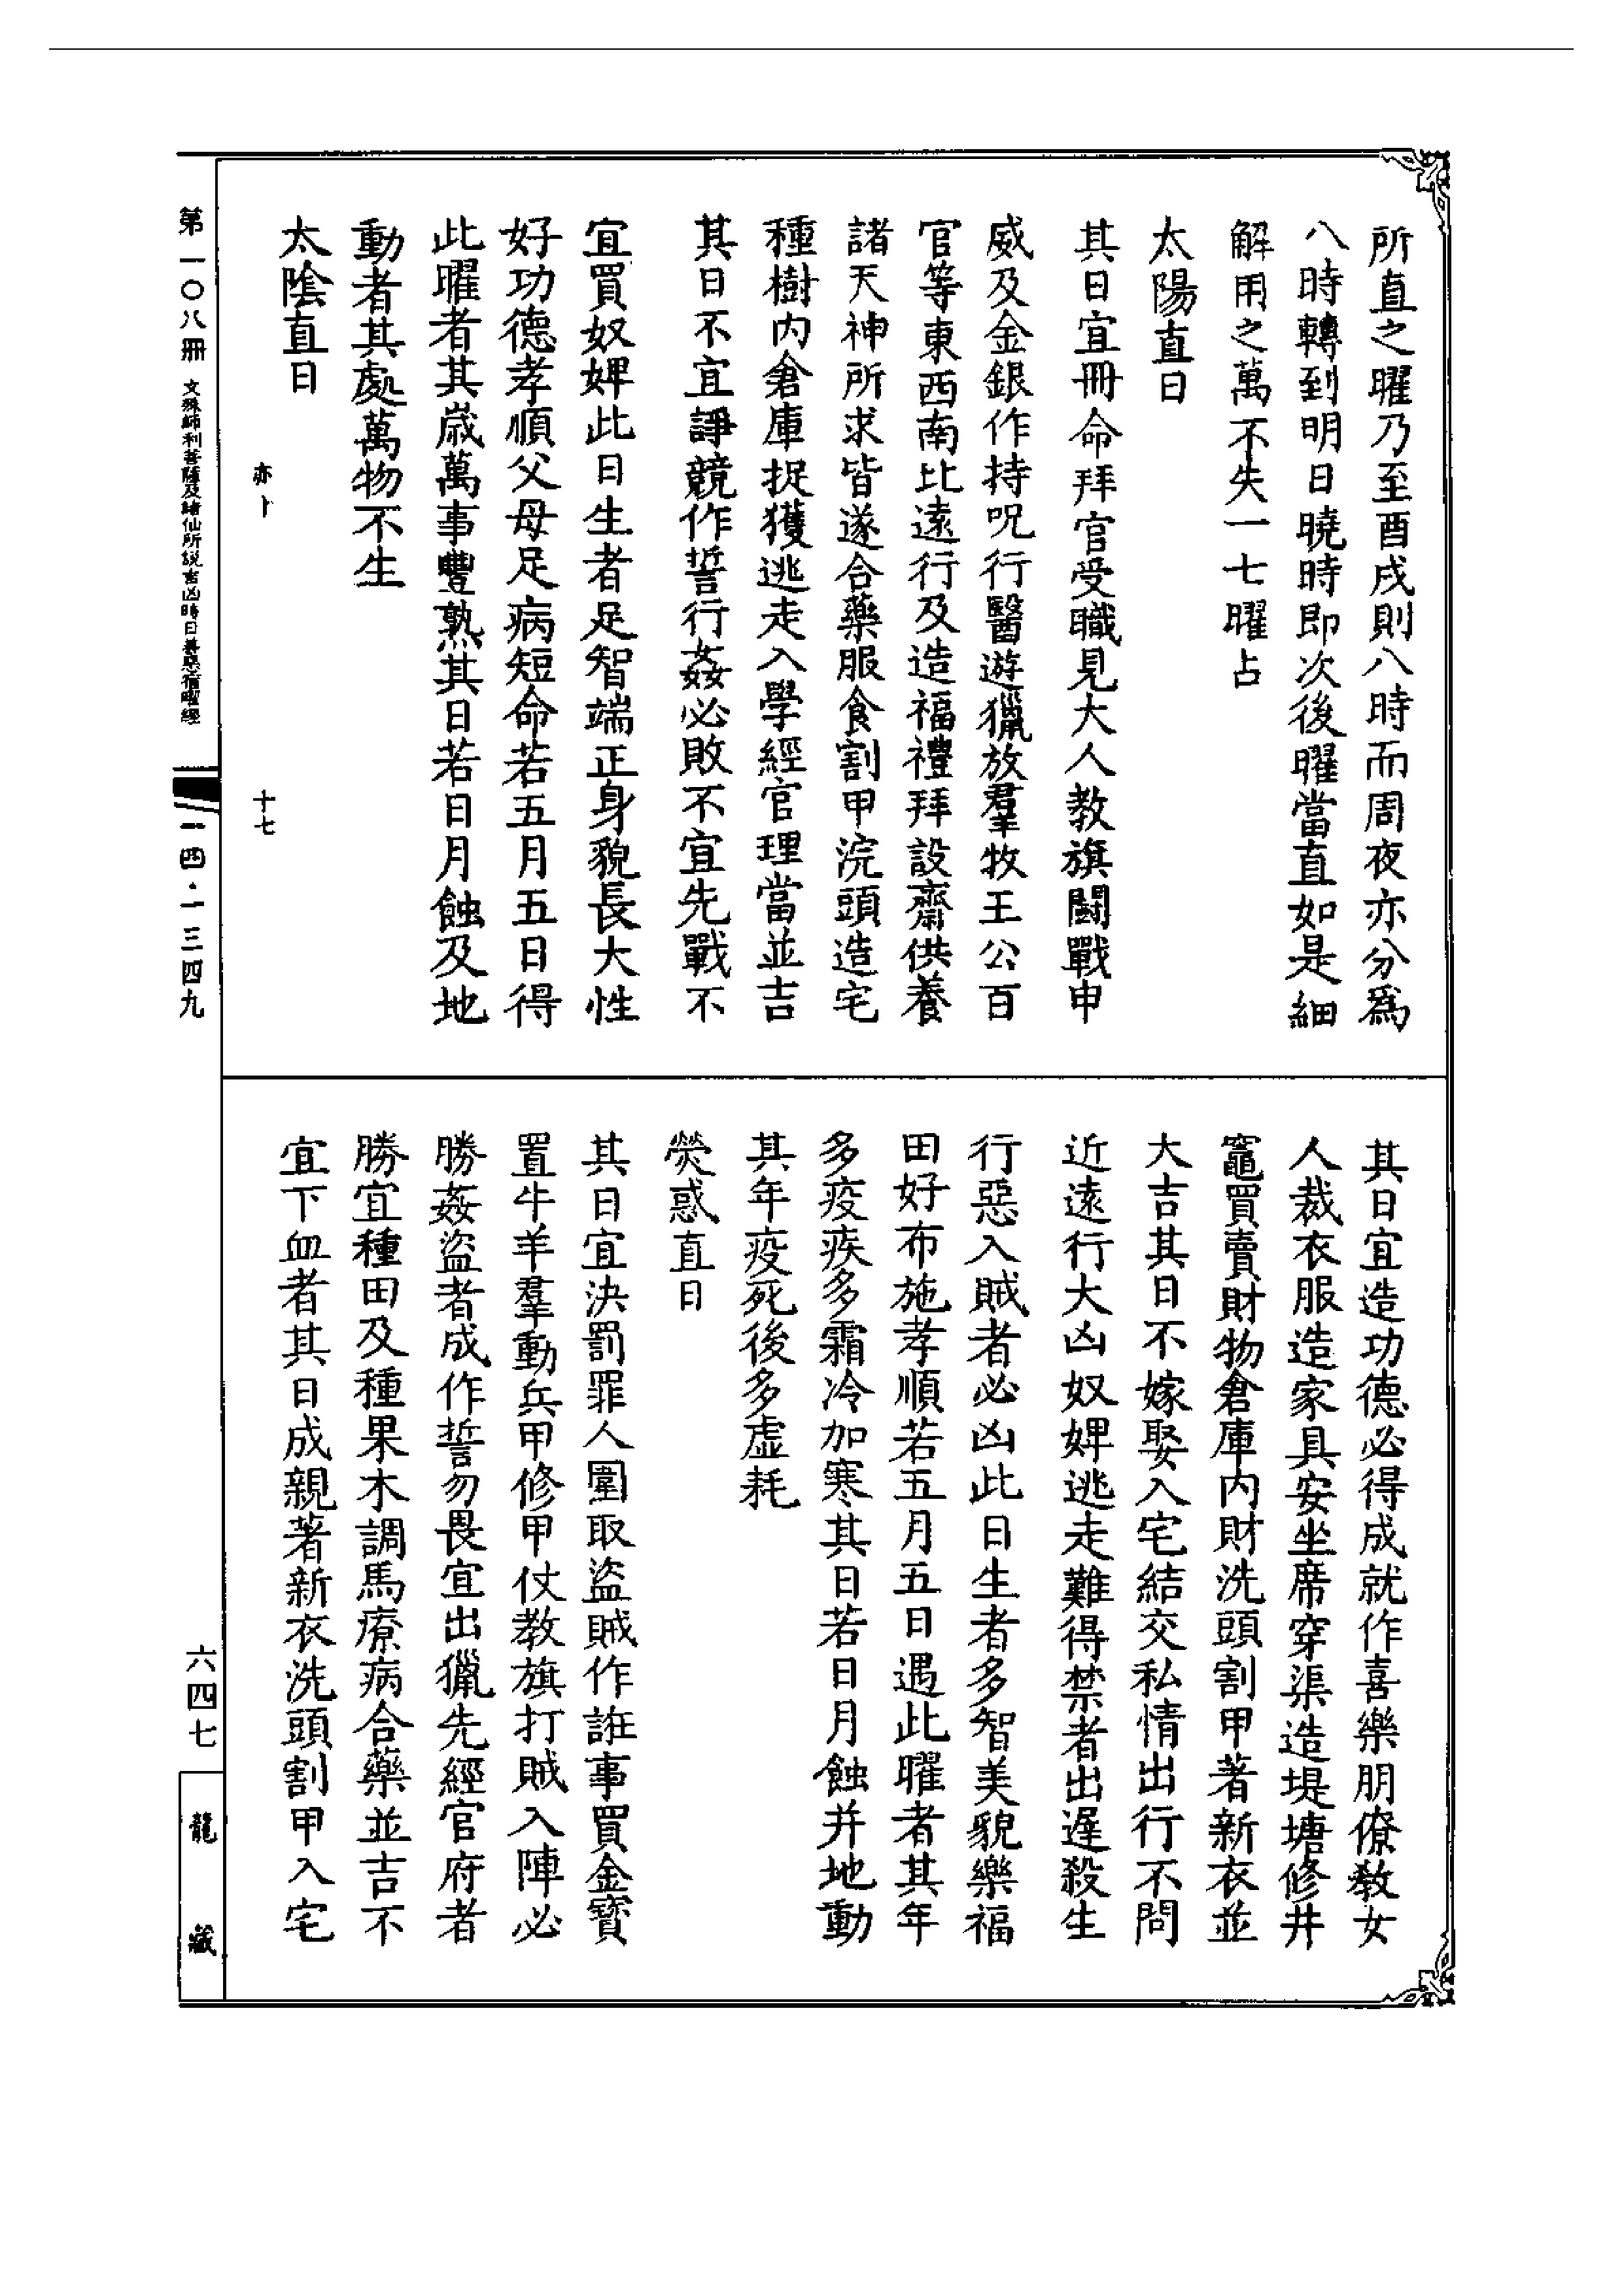 所直之曜乃至酉戌則八時而周夜亦分爲
八時轉到明日曉時即次後曜當直如是細
解用之萬不失一七曜占
太陽直日
其日宜冊命拜官受職見大人教旗鬪戰申
威及金銀作持呪行醫遊獵放羣牧王公百
官等東西南北遠行及造福禮拜設齋供養
諸天神所求皆遂合藥服食割甲浣頭造宅
種樹内倉庫捉獲逃走入學經官理當並吉
其日不宜諍競作誓行姦必敗不宜先戰不
宜買奴婢此日生者足智端正身貌長大性
好功德孝順父母足病短命若五月五日得
此曜者其歲萬事豐熟其日若日月蝕及地
動者其處萬物不生
太陰直日
亦卜
十七
其日宜造功德必得成就作喜樂朋僚教女
人裁衣服造家具安坐席穿渠造堤塘修井
竈買賣財物倉庫内財洗頭割甲著新衣並
大吉其日不嫁娶入宅結交私情出行不問
近遠行大凶奴婢逃走難得禁者出遲殺生
行惡入賊者必凶此日生者多智美貌樂福
田好布施孝順若五月五日遇此曜者其年
多疫疾多霜冷加寒其日若日月蝕并地動
其年疫死後多虛耗
熒惑直日
其日宜決罰罪人圍取盜賊作誑事買金寶
置牛羊羣動兵甲修甲仗教旗打賊入陣必
勝姦盜者成作誓勿畏宜出獵先經官府者
勝宜種田及種果木調馬療病合藥並吉不
宜下血者其日成親著新衣洗頭割甲入宅
第一〇八冊 文殊師利菩薩及諸仙所説吉凶時日善惡宿曜經
一四·一三四九
六四七
龍藏